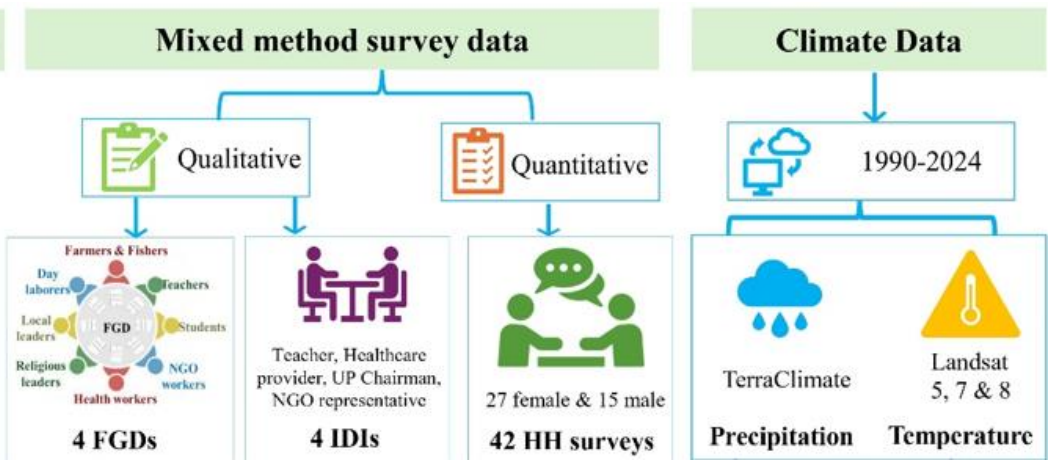 Mixed method survey data
Climate Data
Qualitative
Quantitative
1990-2024
Farmers & Fishers
Day
laborers
Teachers
Local
leaders
FGD
Students
Religious
leaders
NGO
workers
Health workers
4 FGDs
Teacher, Healthcare
provider, UP Chairman,
NGO representative
4 IDIs
27 female & 15 male
42 HH surveys
TerraClimate
Precipitation
Landsat
5, 7 & 8
Temperature